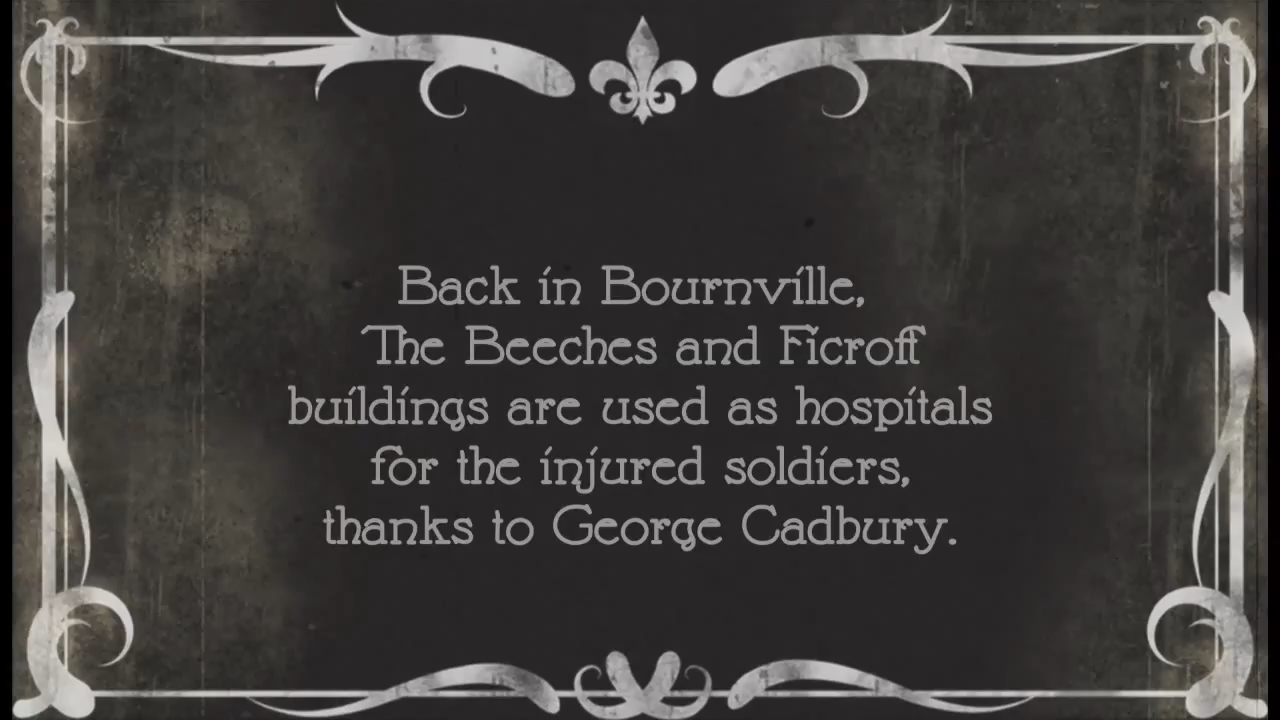 Back in Bournville,
The Beeches and Ficroff
buildings are used as hospitals
for the injured soldiers,
thanks to George Cadbury.